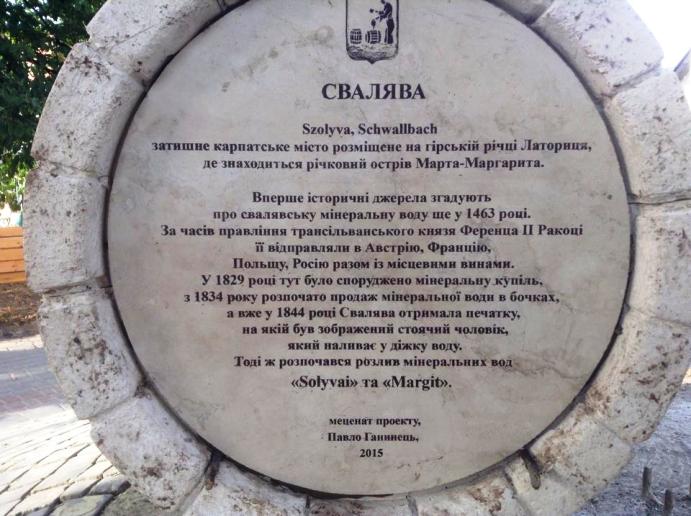 СВАЛЯВА
Szolyva, Schwallbach
затишне карпатське місто розміщене на гірській річці Латориця,
де знаходиться річковий острів Марта-Маргарита.
Вперше історичні джерела згадують
про свалявську мінеральну воду ще у 1463 році.
За часів правління трансільванського князя Ференца II Ракоці
її відправляли в Австрію, Францію,
Польщу, Росію разом із місцевими винами.
У 1829 році тут було споруджено мінеральну купіль,
з 1834 року розпочато продаж мінеральної води в бочках,
а вже у 1844 році Свалява отримала печатку,
на якій був зображений стоячий чоловік,
який наливає у діжку воду.
Тоді ж розпочався розлив мінеральних вод
«Solyvai» та «Margit».
меценат проекту,
Павло Ганинець,
2015